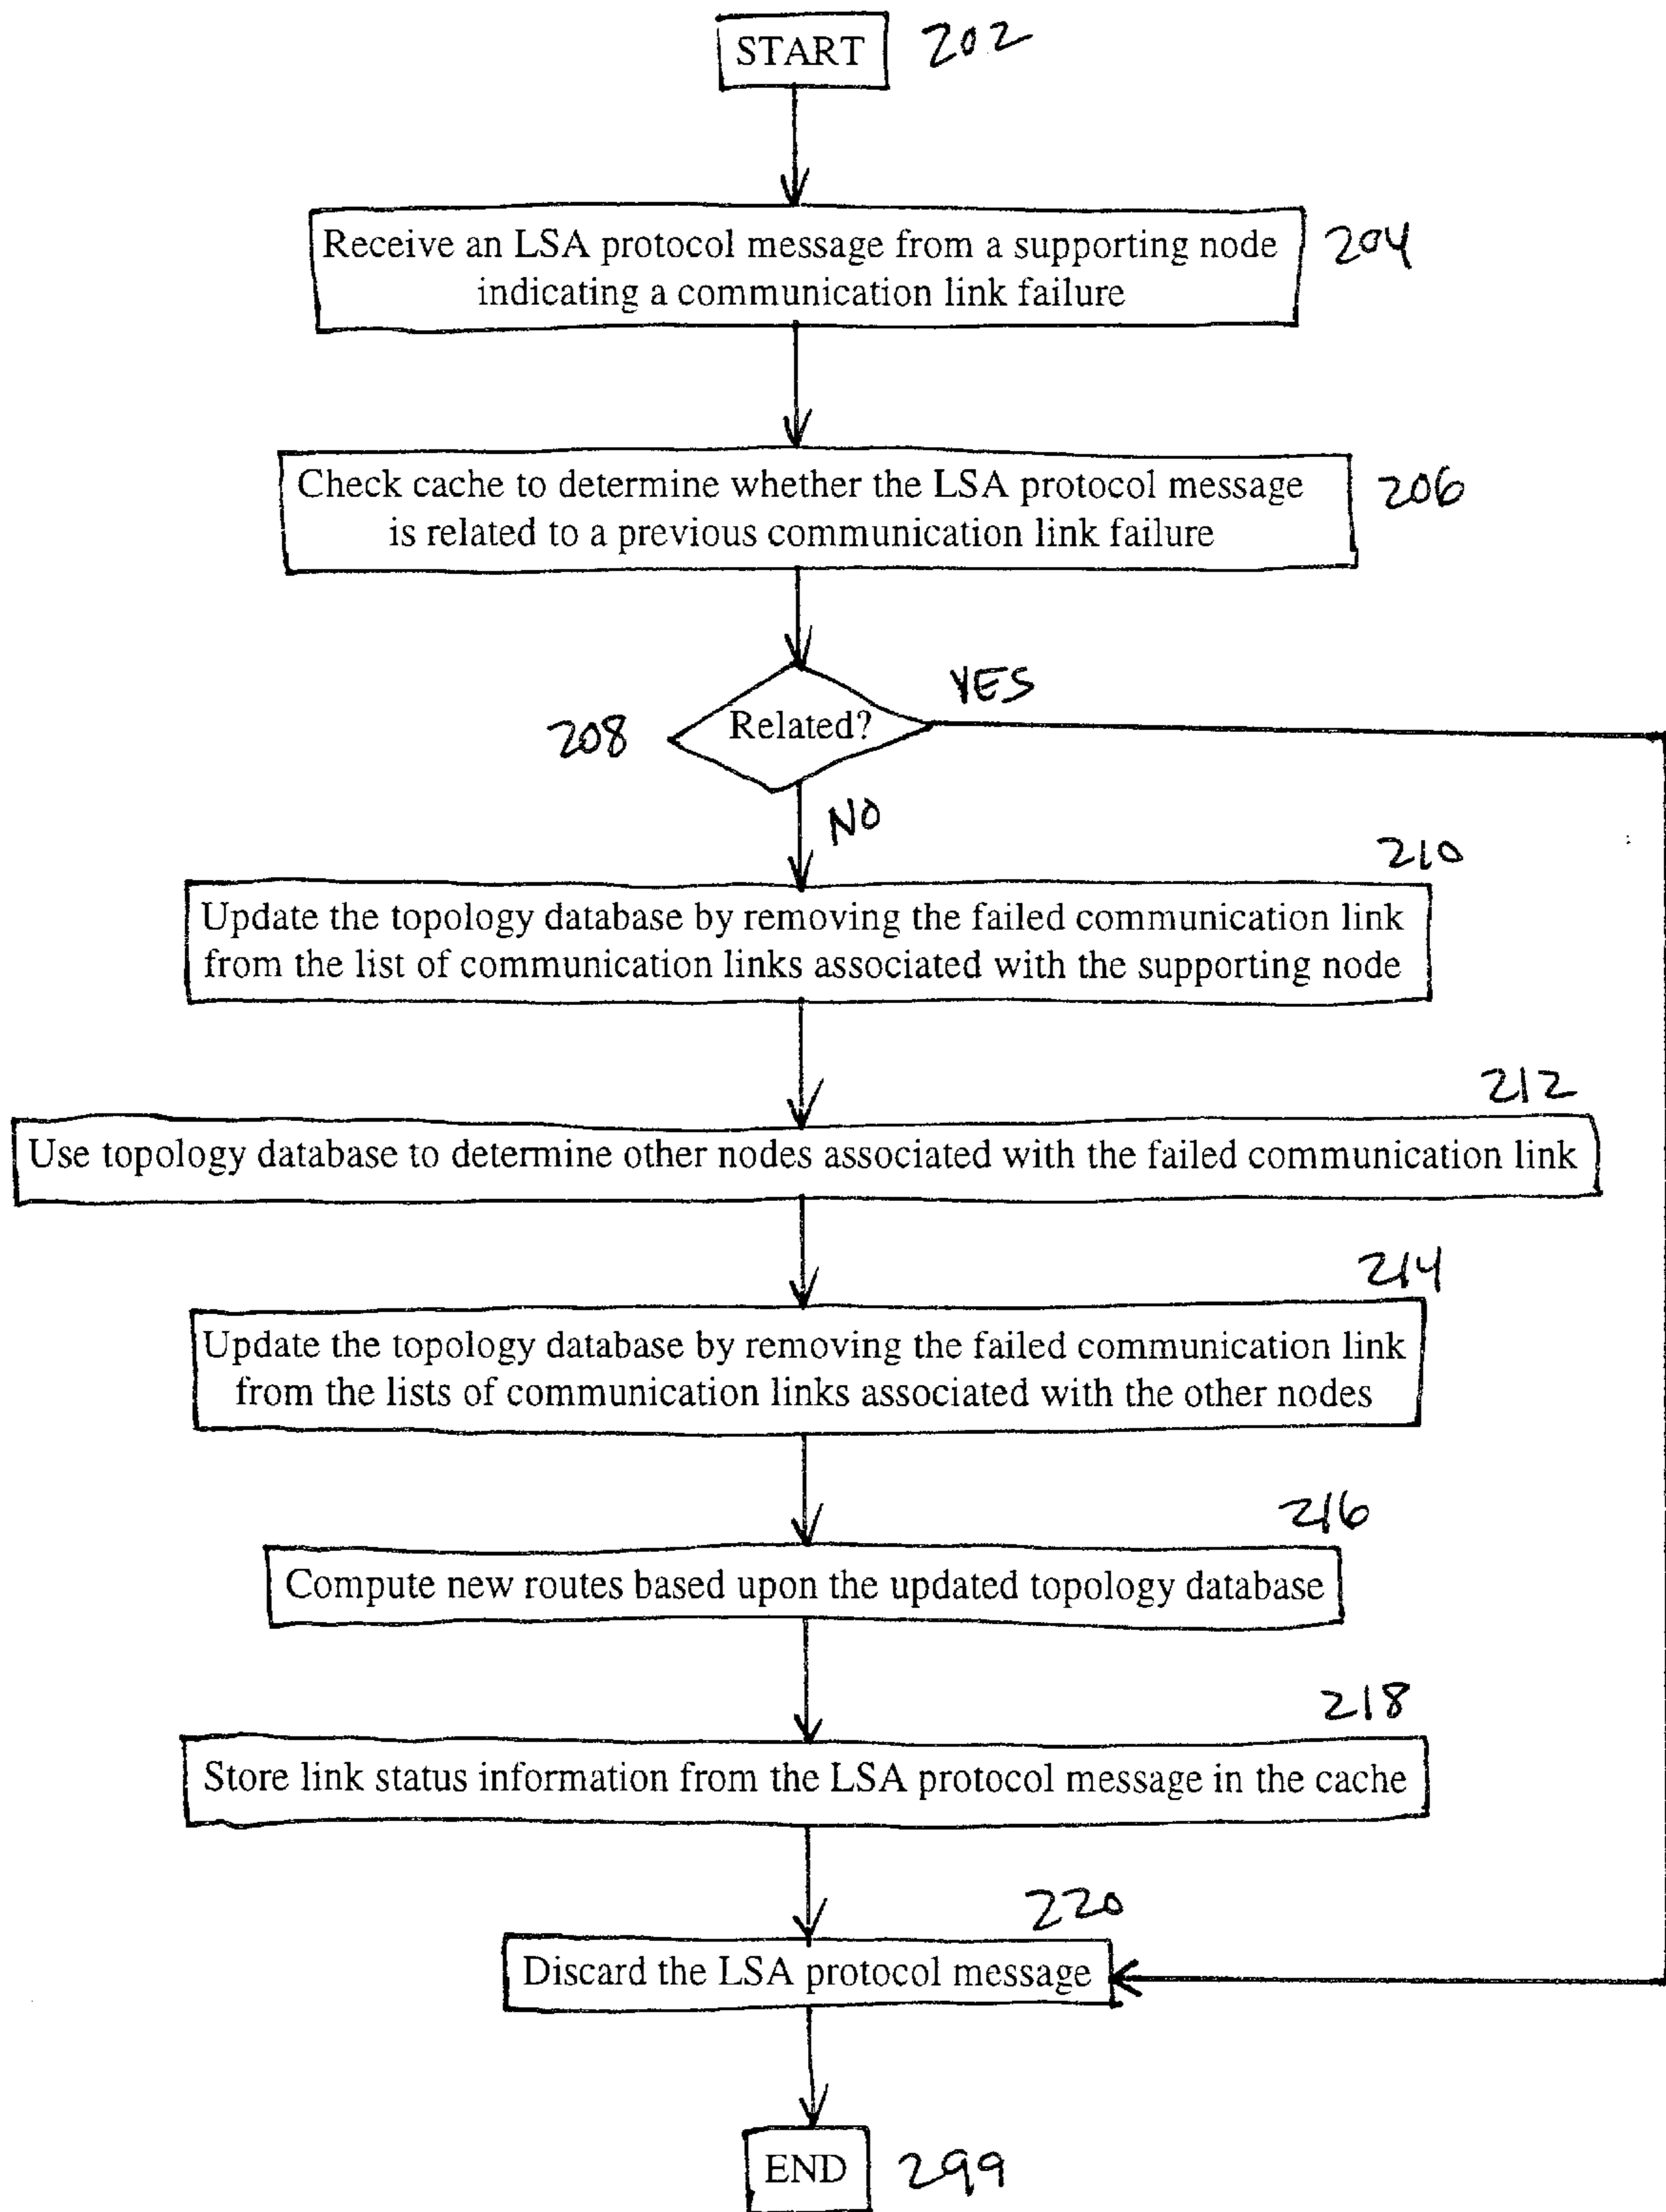 START 202
Receive an LSA protocol message from a supporting node
indicating a communication link failure
204
Check cache to determine whether the LSA protocol message
is related to a previous communication link failure
206
208 Related? YES
NO
210
Update the topology database by removing the failed communication link
from the list of communication links associated with the supporting node
212
Use topology database to determine other nodes associated with the failed communication link
214
Update the topology database by removing the failed communication link
from the lists of communication links associated with the other nodes
216
Compute new routes based upon the updated topology database
218
Store link status information from the LSA protocol message in the cache
220
Discard the LSA protocol message
END 299